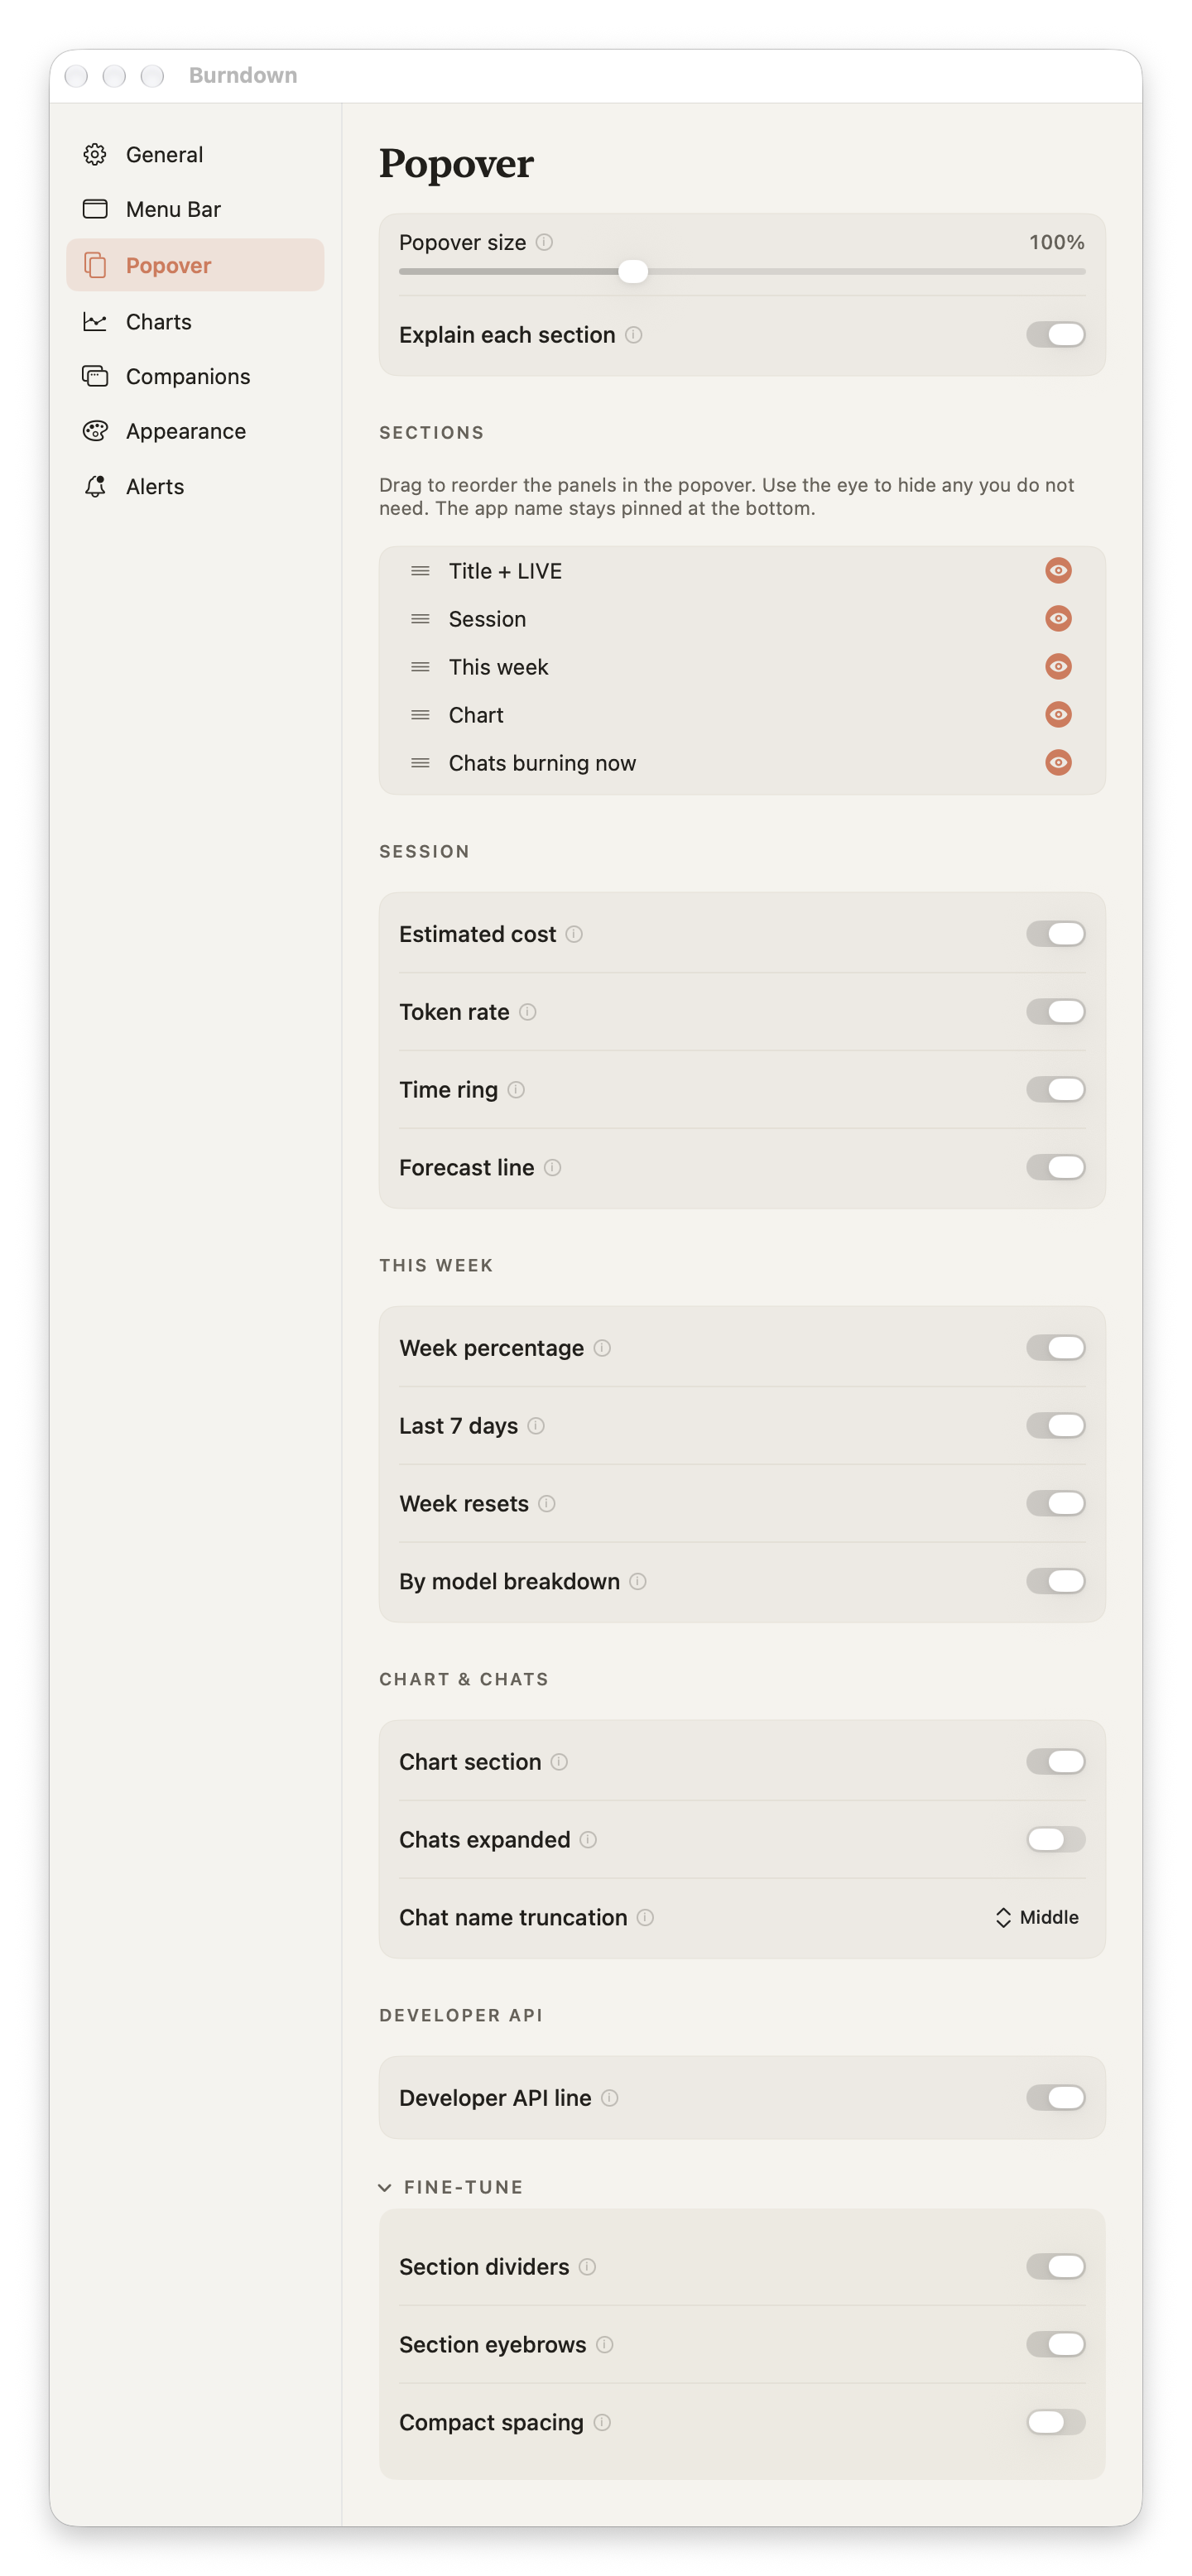 Burndown
General
Menu Bar
Popover
Charts
Companions
Appearance
Alerts
Popover
Popover size
100%
Explain each section
SECTIONS
Drag to reorder the panels in the popover. Use the eye to hide any you do not
need. The app name stays pinned at the bottom.
Title + LIVE
Session
This week
Chart
Chats burning now
SESSION
Estimated cost
Token rate
Time ring
Forecast line
THIS WEEK
Week percentage
Last 7 days
Week resets
By model breakdown
CHART & CHATS
Chart section
Chats expanded
Chat name truncation
Middle
DEVELOPER API
Developer API line
FINE-TUNE
Section dividers
Section eyebrows
Compact spacing